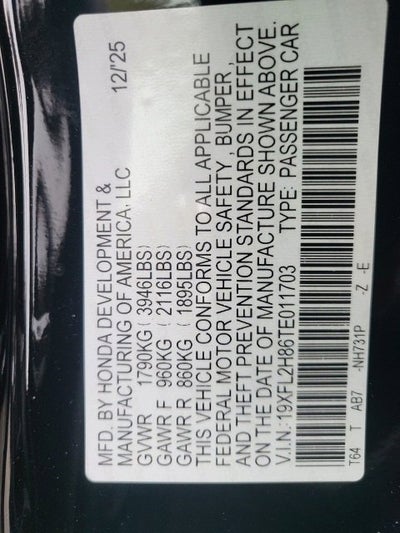 MFD. BY HONDA DEVELOPMENT & 12/'25
MANUFACTURING OF AMERICA, LLC
GVWR 1790KG ( 3946LBS)
GAWR F 960KG ( 2116LBS)
GAWR R 860KG ( 1895LBS)
THIS VEHICLE CONFORMS TO ALL APPLICABLE
FEDERAL MOTOR VEHICLE SAFETY , BUMPER ,
AND THEFT PREVENTION STANDARDS IN EFFECT
ON THE DATE OF MANUFACTURE SHOWN ABOVE.
V.I.N.: 19XFL2H86TE011703 TYPE: PASSENGER CAR
T64 T AB7 -NH731P -Z -E